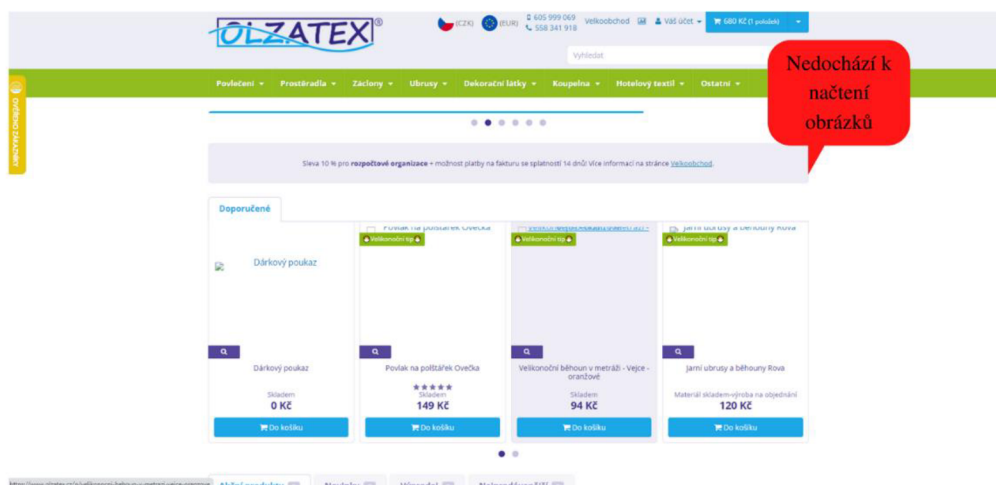 OLZATEX®
(CZK) (EUR) 605 999 069 Velkoobchod Váš účet 680 Kč (1 položek)
558 341 918
Vyhledat
Povlečení Prostěradla Záclony Ubrusy Dekorační látky Koupelna Hotelový textil Ostatní
Nedochází k
načtení
obrázků
OVĚŘENO ZÁKAZNÍKY
Sleva 10 % pro rozpočtové organizace + možnost platby na fakturu se splatností 14 dnů! Více informací na stránce Velkoobchod.
Doporučené
Povlak na polštářek Ovečka
Jarní ubrusy a běhouny Rova
Velikonoční tip Velikonoční tip Velikonoční tip
Dárkový poukaz
Dárkový poukaz
Skladem
0 Kč
Do košíku
Povlak na polštářek Ovečka
Skladem
149 Kč
Do košíku
Velikonoční běhoun v metráži - Vejce -
oranžové
Skladem
94 Kč
Do košíku
Jarní ubrusy a běhouny Rova
Materiál skladem-výroba na objednání
120 Kč
Do košíku